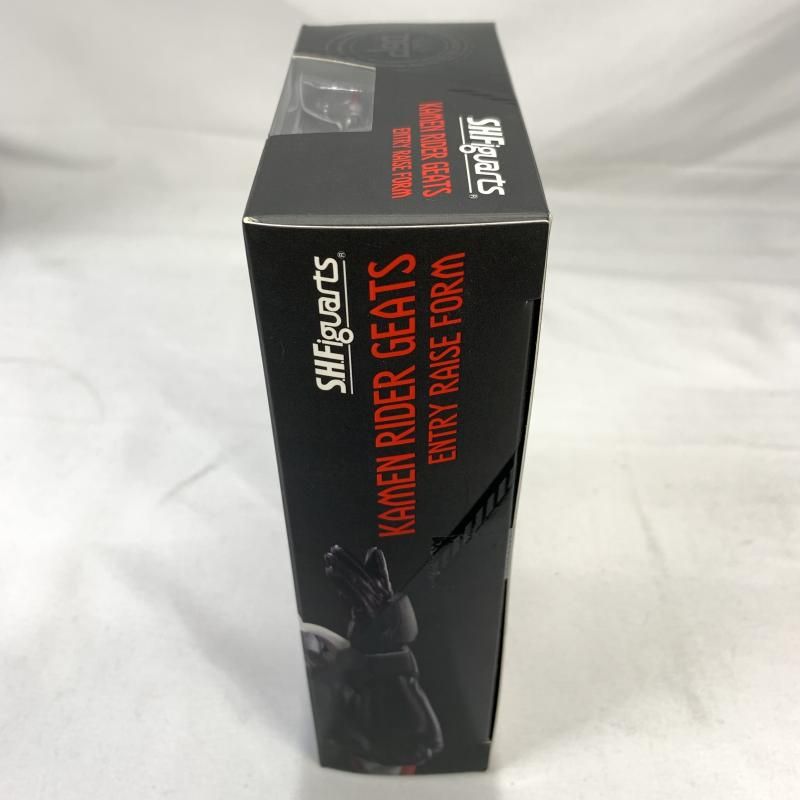 S.H.Figuarts®
KAMEN RIDER GEATS
ENTRY RAISE FORM
S.H.Figuarts®
KAMEN RIDER GEATS
ENTRY RAISE FORM